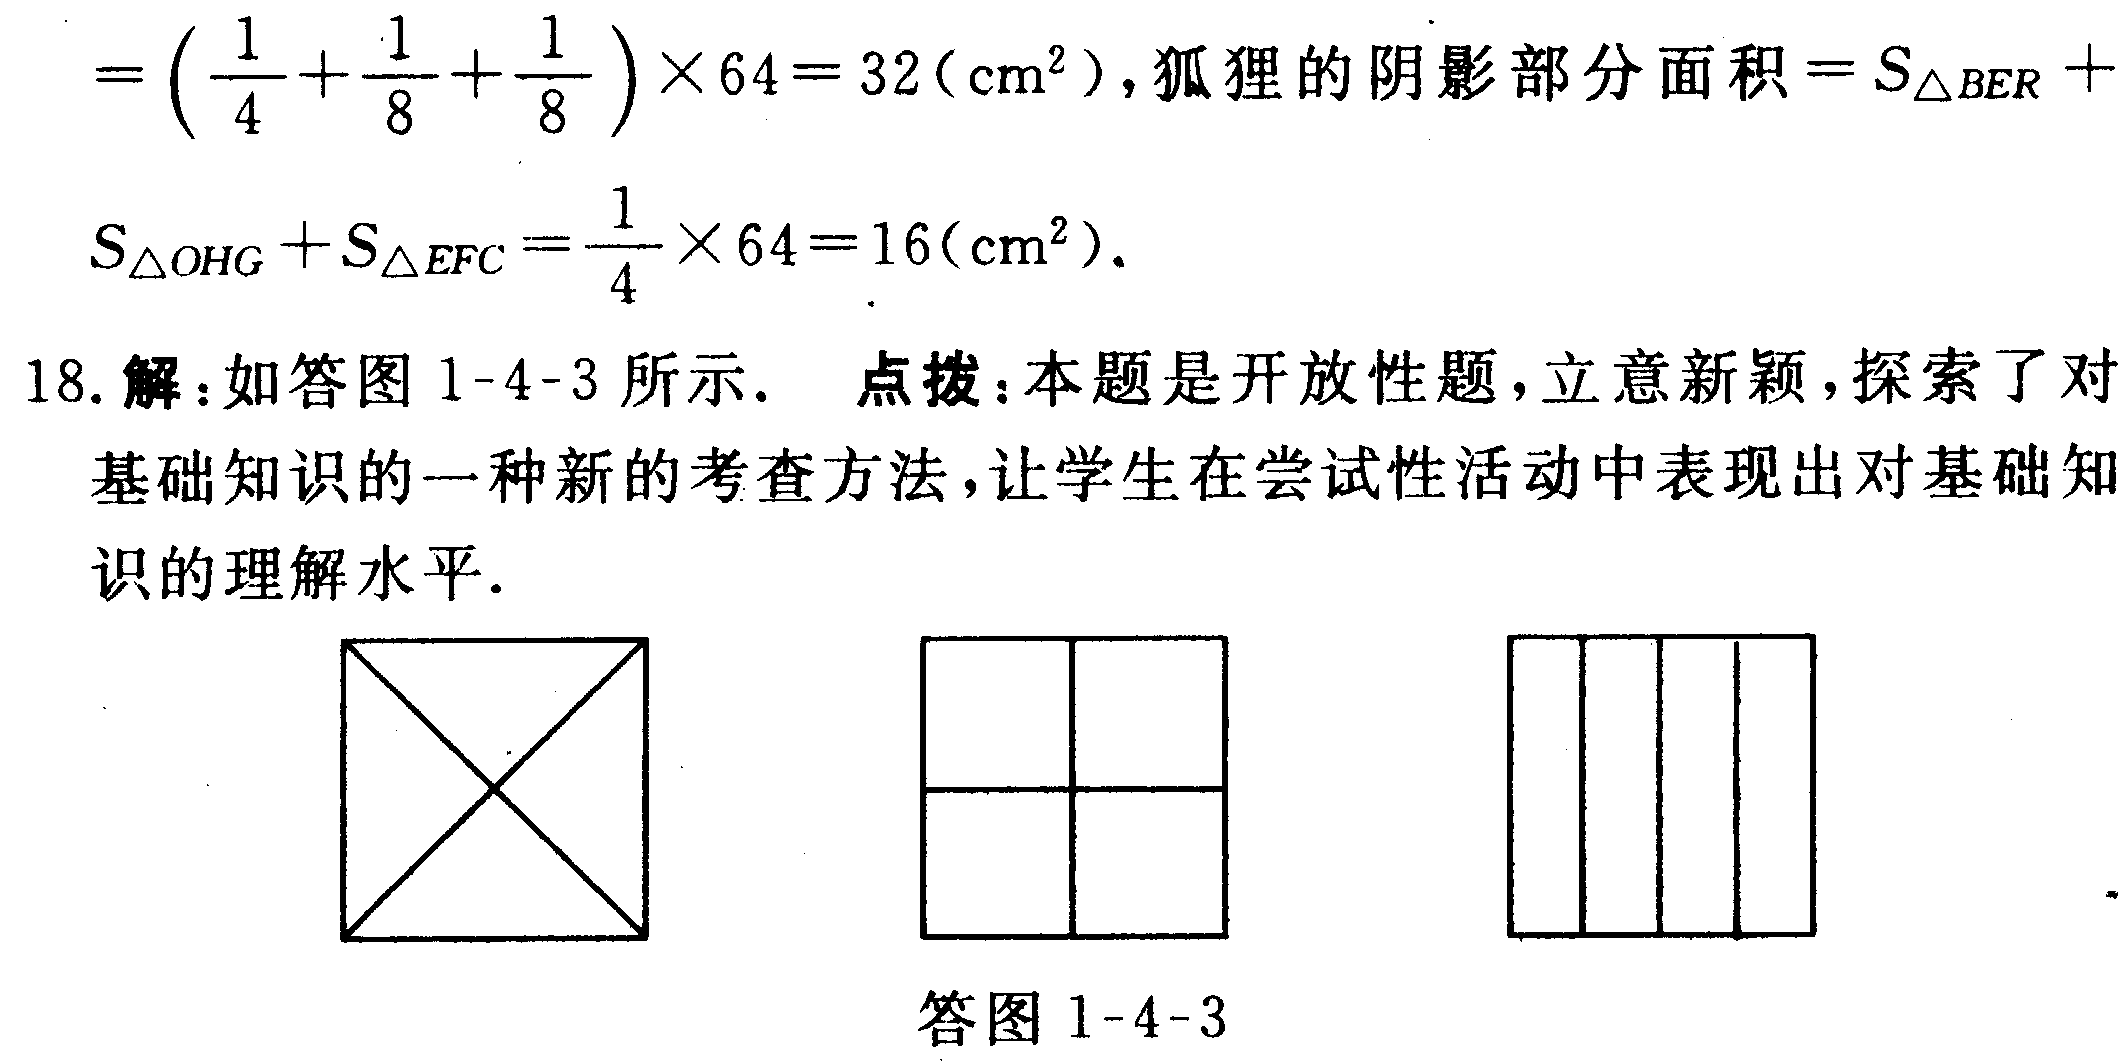 =(1/4+1/8+1/8)×64=32(cm²),狐狸的阴影部分面积=S△BER+
S△OHG+S△EFC=1/4×64=16(cm²).
18.解:如答图 1-4-3 所示. 点拨:本题是开放性题,立意新颖,探索了对
基础知识的一种新的考查方法,让学生在尝试性活动中表现出对基础知
识的理解水平.
答图 1-4-3